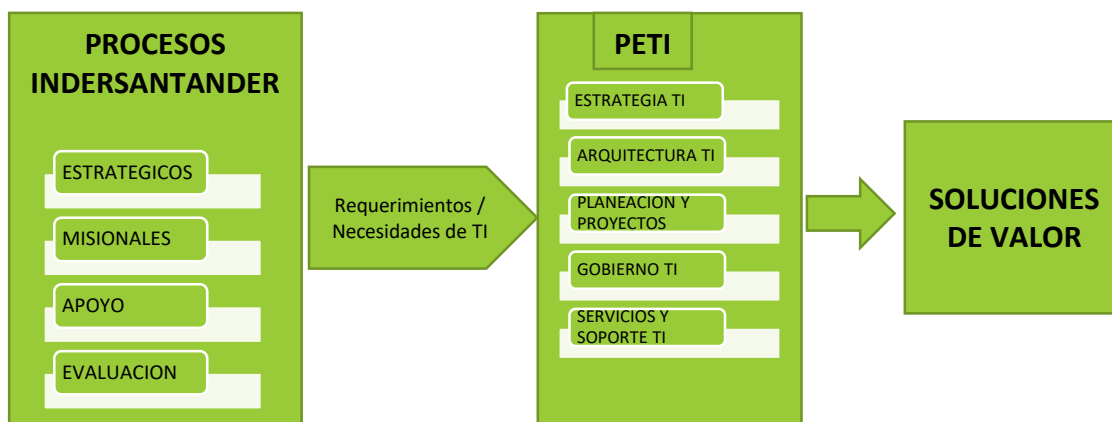 PROCESOS
INDERSANTANDER
ESTRATEGICOS
MISIONALES
APOYO
EVALUACION
Requerimientos /
Necesidades de TI
PETI
ESTRATEGIA TI
ARQUITECTURA TI
PLANEACION Y
PROYECTOS
GOBIERNO TI
SERVICIOS Y
SOPORTE TI
SOLUCIONES
DE VALOR